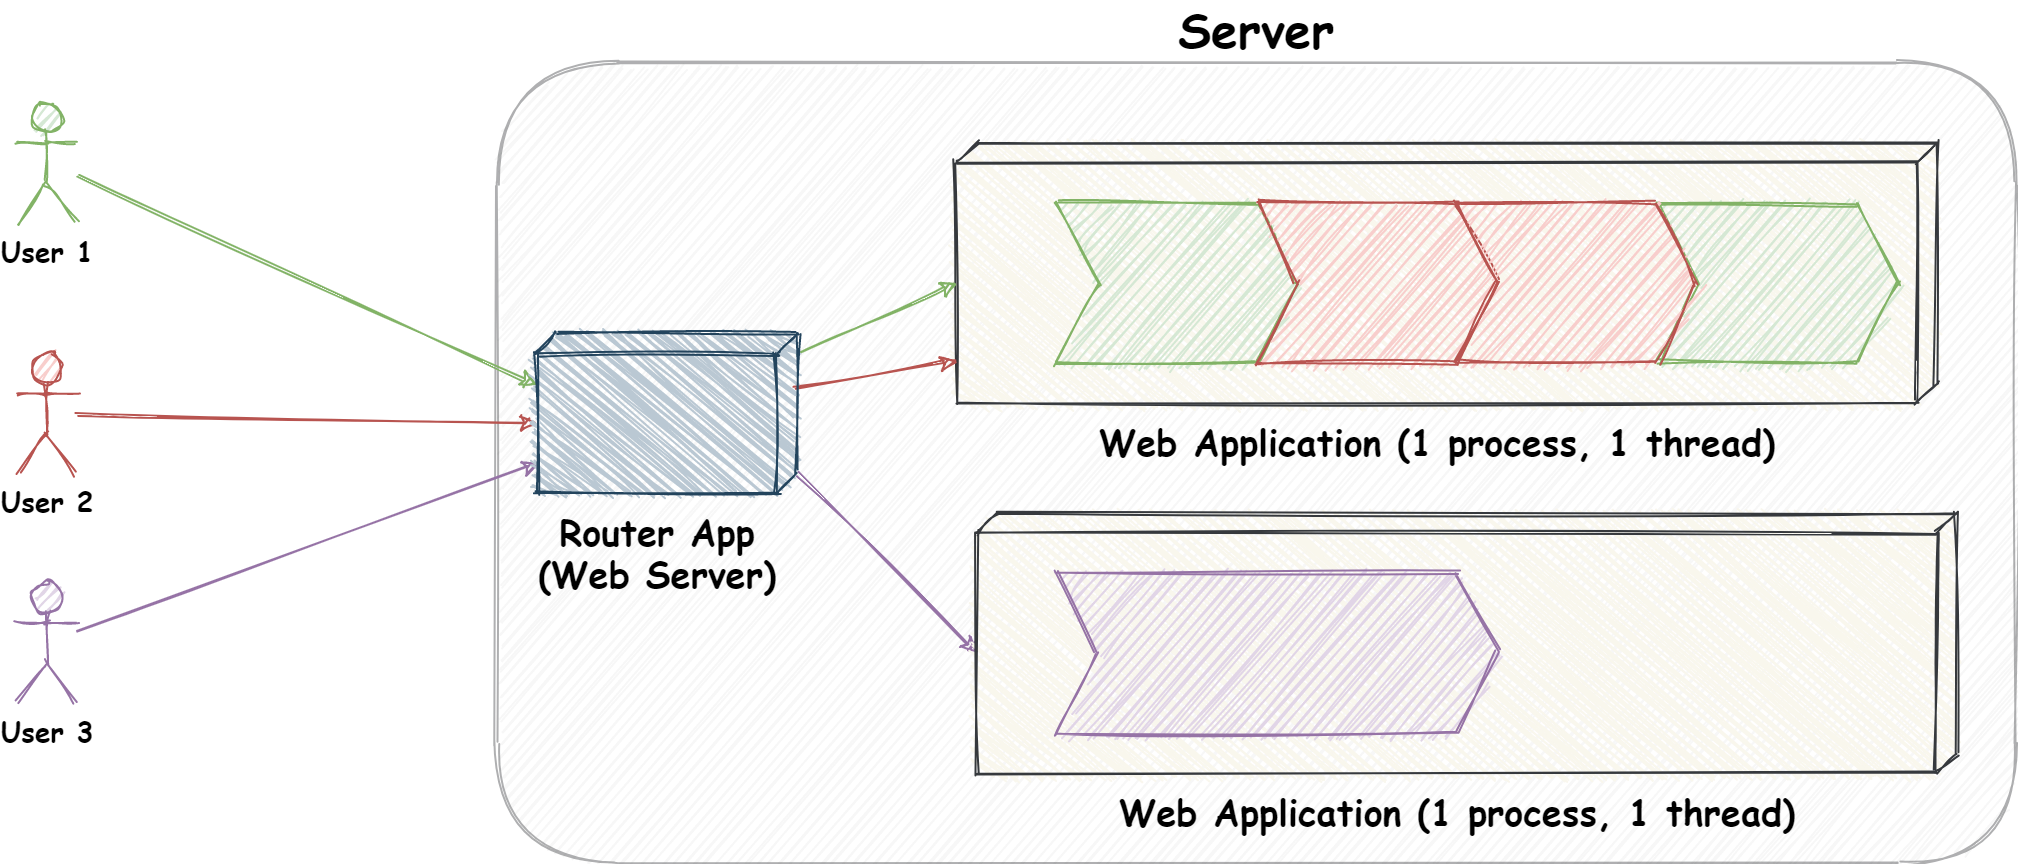 Server
User 1
User 2
User 3
Router App
(Web Server)
Web Application (1 process, 1 thread)
Web Application (1 process, 1 thread)